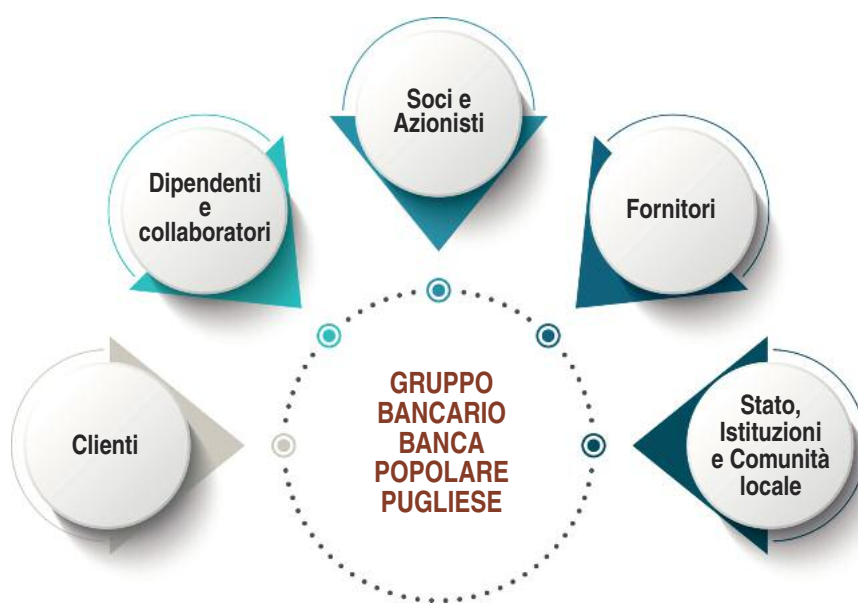 Soci e
Azionisti
Dipendenti
e
collaboratori
Fornitori
Clienti
GRUPPO
BANCARIO
BANCA
POPOLARE
PUGLIESE
Stato,
Istituzioni
e Comunità
locale